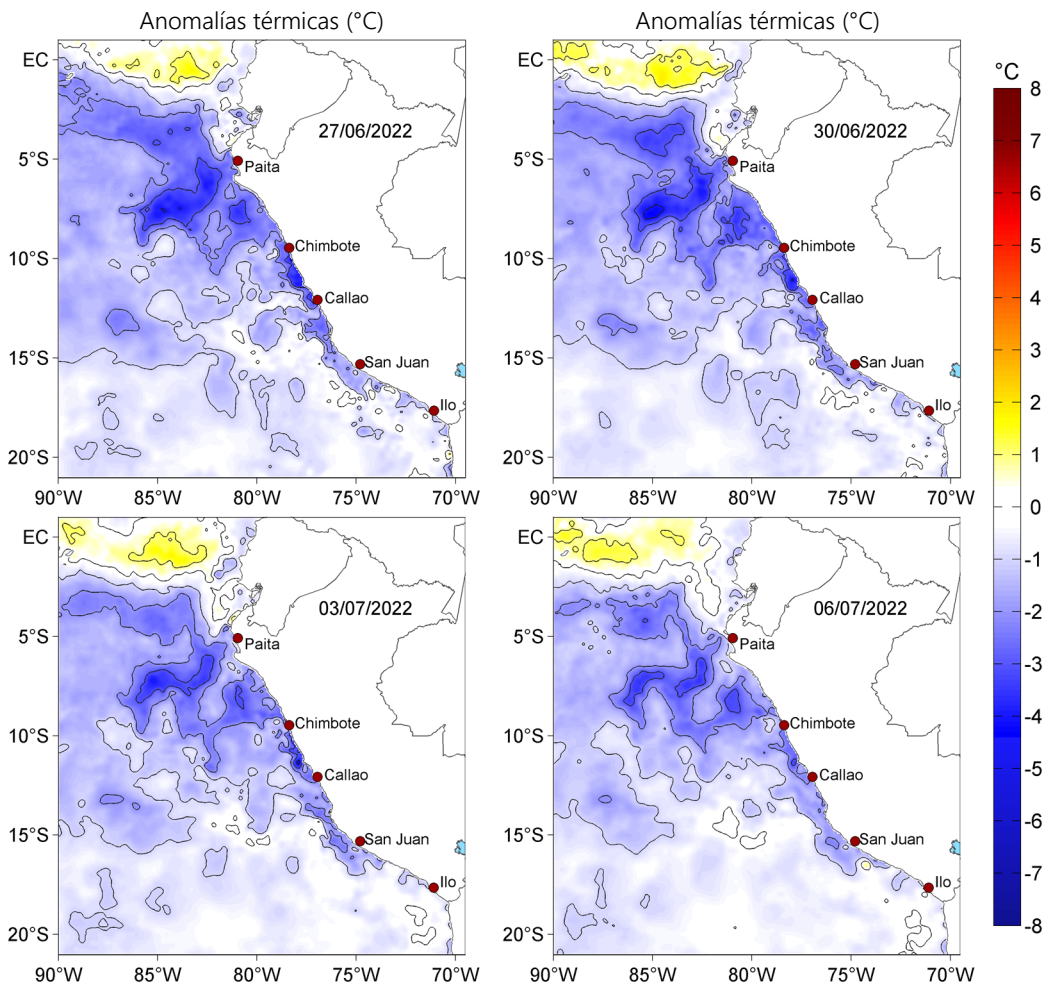 Anomalías térmicas (°C)
Anomalías térmicas (°C)
EC
5°S
10°S
15°S
20°S
27/06/2022
Paita
Chimbote
Callao
San Juan
Ilo
90°W
85°W
80°W
75°W
70°W
30/06/2022
Paita
Chimbote
Callao
San Juan
Ilo
EC
5°S
10°S
15°S
20°S
90°W
85°W
80°W
75°W
70°W
EC
5°S
10°S
15°S
20°S
03/07/2022
Paita
Chimbote
Callao
San Juan
Ilo
90°W
85°W
80°W
75°W
70°W
EC
5°S
10°S
15°S
20°S
06/07/2022
Paita
Chimbote
Callao
San Juan
Ilo
90°W
85°W
80°W
75°W
70°W
°C
8
7
6
5
4
3
2
1
0
-1
-2
-3
-4
-5
-6
-7
-8